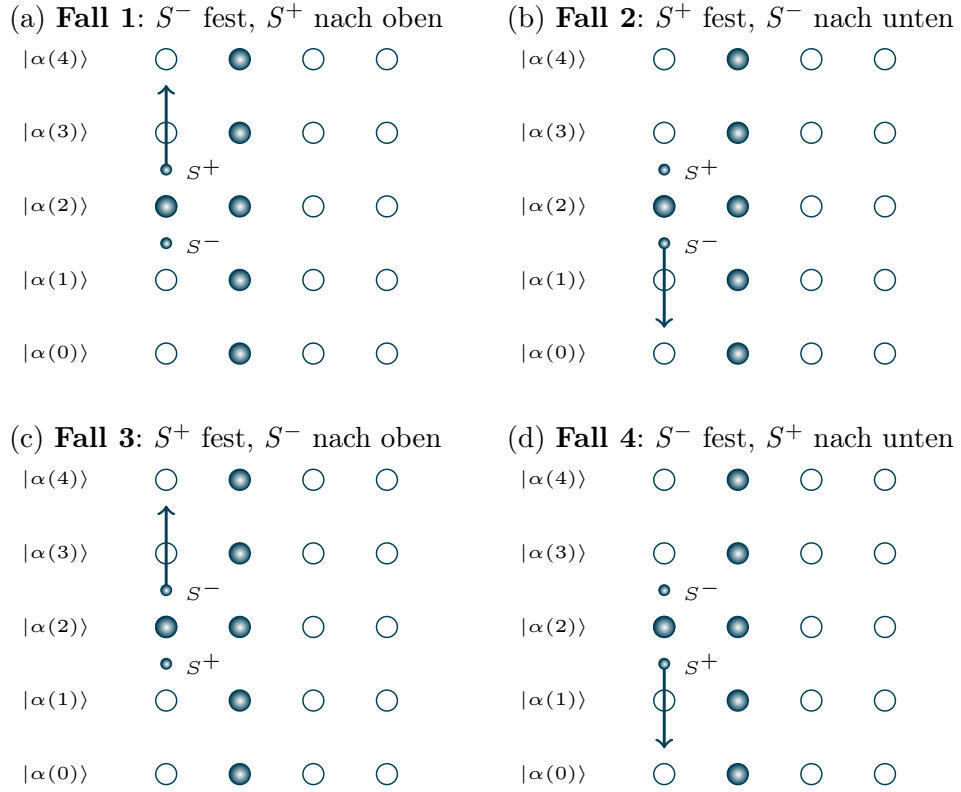 (a) Fall 1: S⁻ fest, S⁺ nach oben
|α(4)⟩
|α(3)⟩
S⁺
|α(2)⟩
S⁻
|α(1)⟩
|α(0)⟩
(b) Fall 2: S⁺ fest, S⁻ nach unten
|α(4)⟩
|α(3)⟩
S⁺
|α(2)⟩
S⁻
|α(1)⟩
|α(0)⟩
(c) Fall 3: S⁺ fest, S⁻ nach oben
|α(4)⟩
|α(3)⟩
S⁻
|α(2)⟩
S⁺
|α(1)⟩
|α(0)⟩
(d) Fall 4: S⁻ fest, S⁺ nach unten
|α(4)⟩
|α(3)⟩
S⁻
|α(2)⟩
S⁺
|α(1)⟩
|α(0)⟩